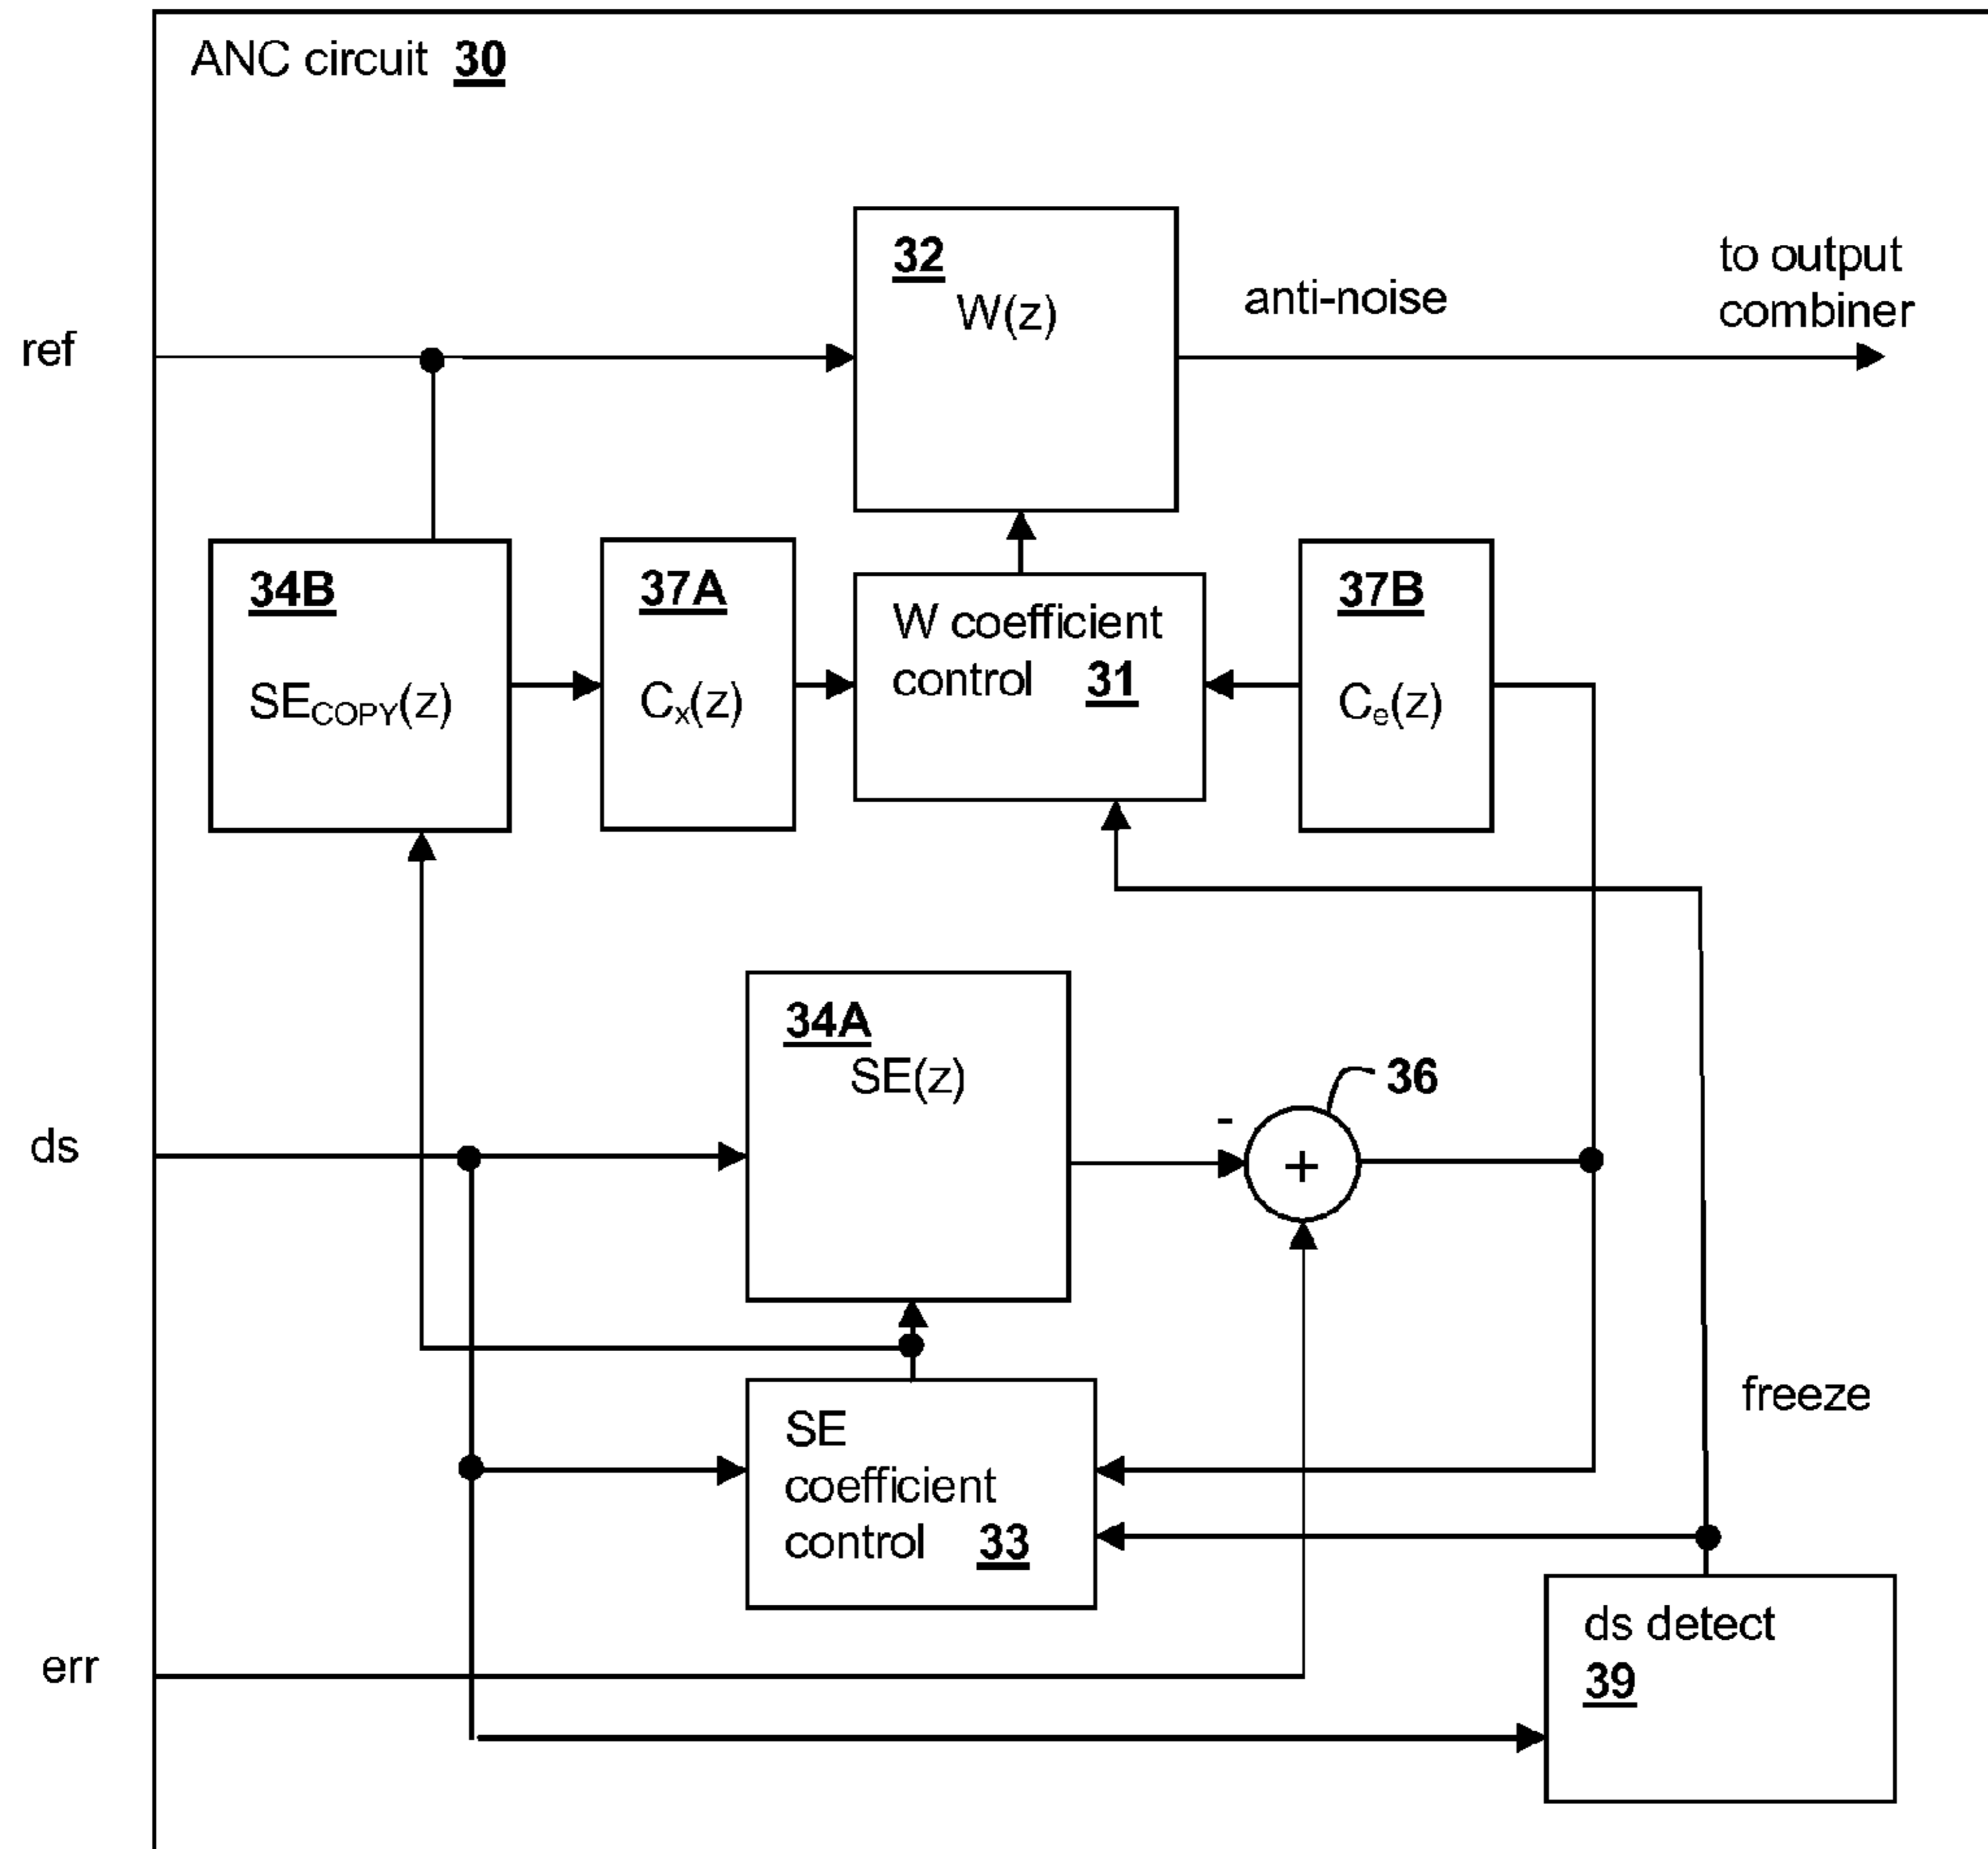 ANC circuit 30
32
W(z)
anti-noise
to output
combiner
ref
34B
SECOPY(z)
37A
Cx(z)
W coefficient
control 31
37B
Ce(z)
34A
SE(z)
36
-
+
ds
freeze
SE
coefficient
control 33
ds detect
39
err